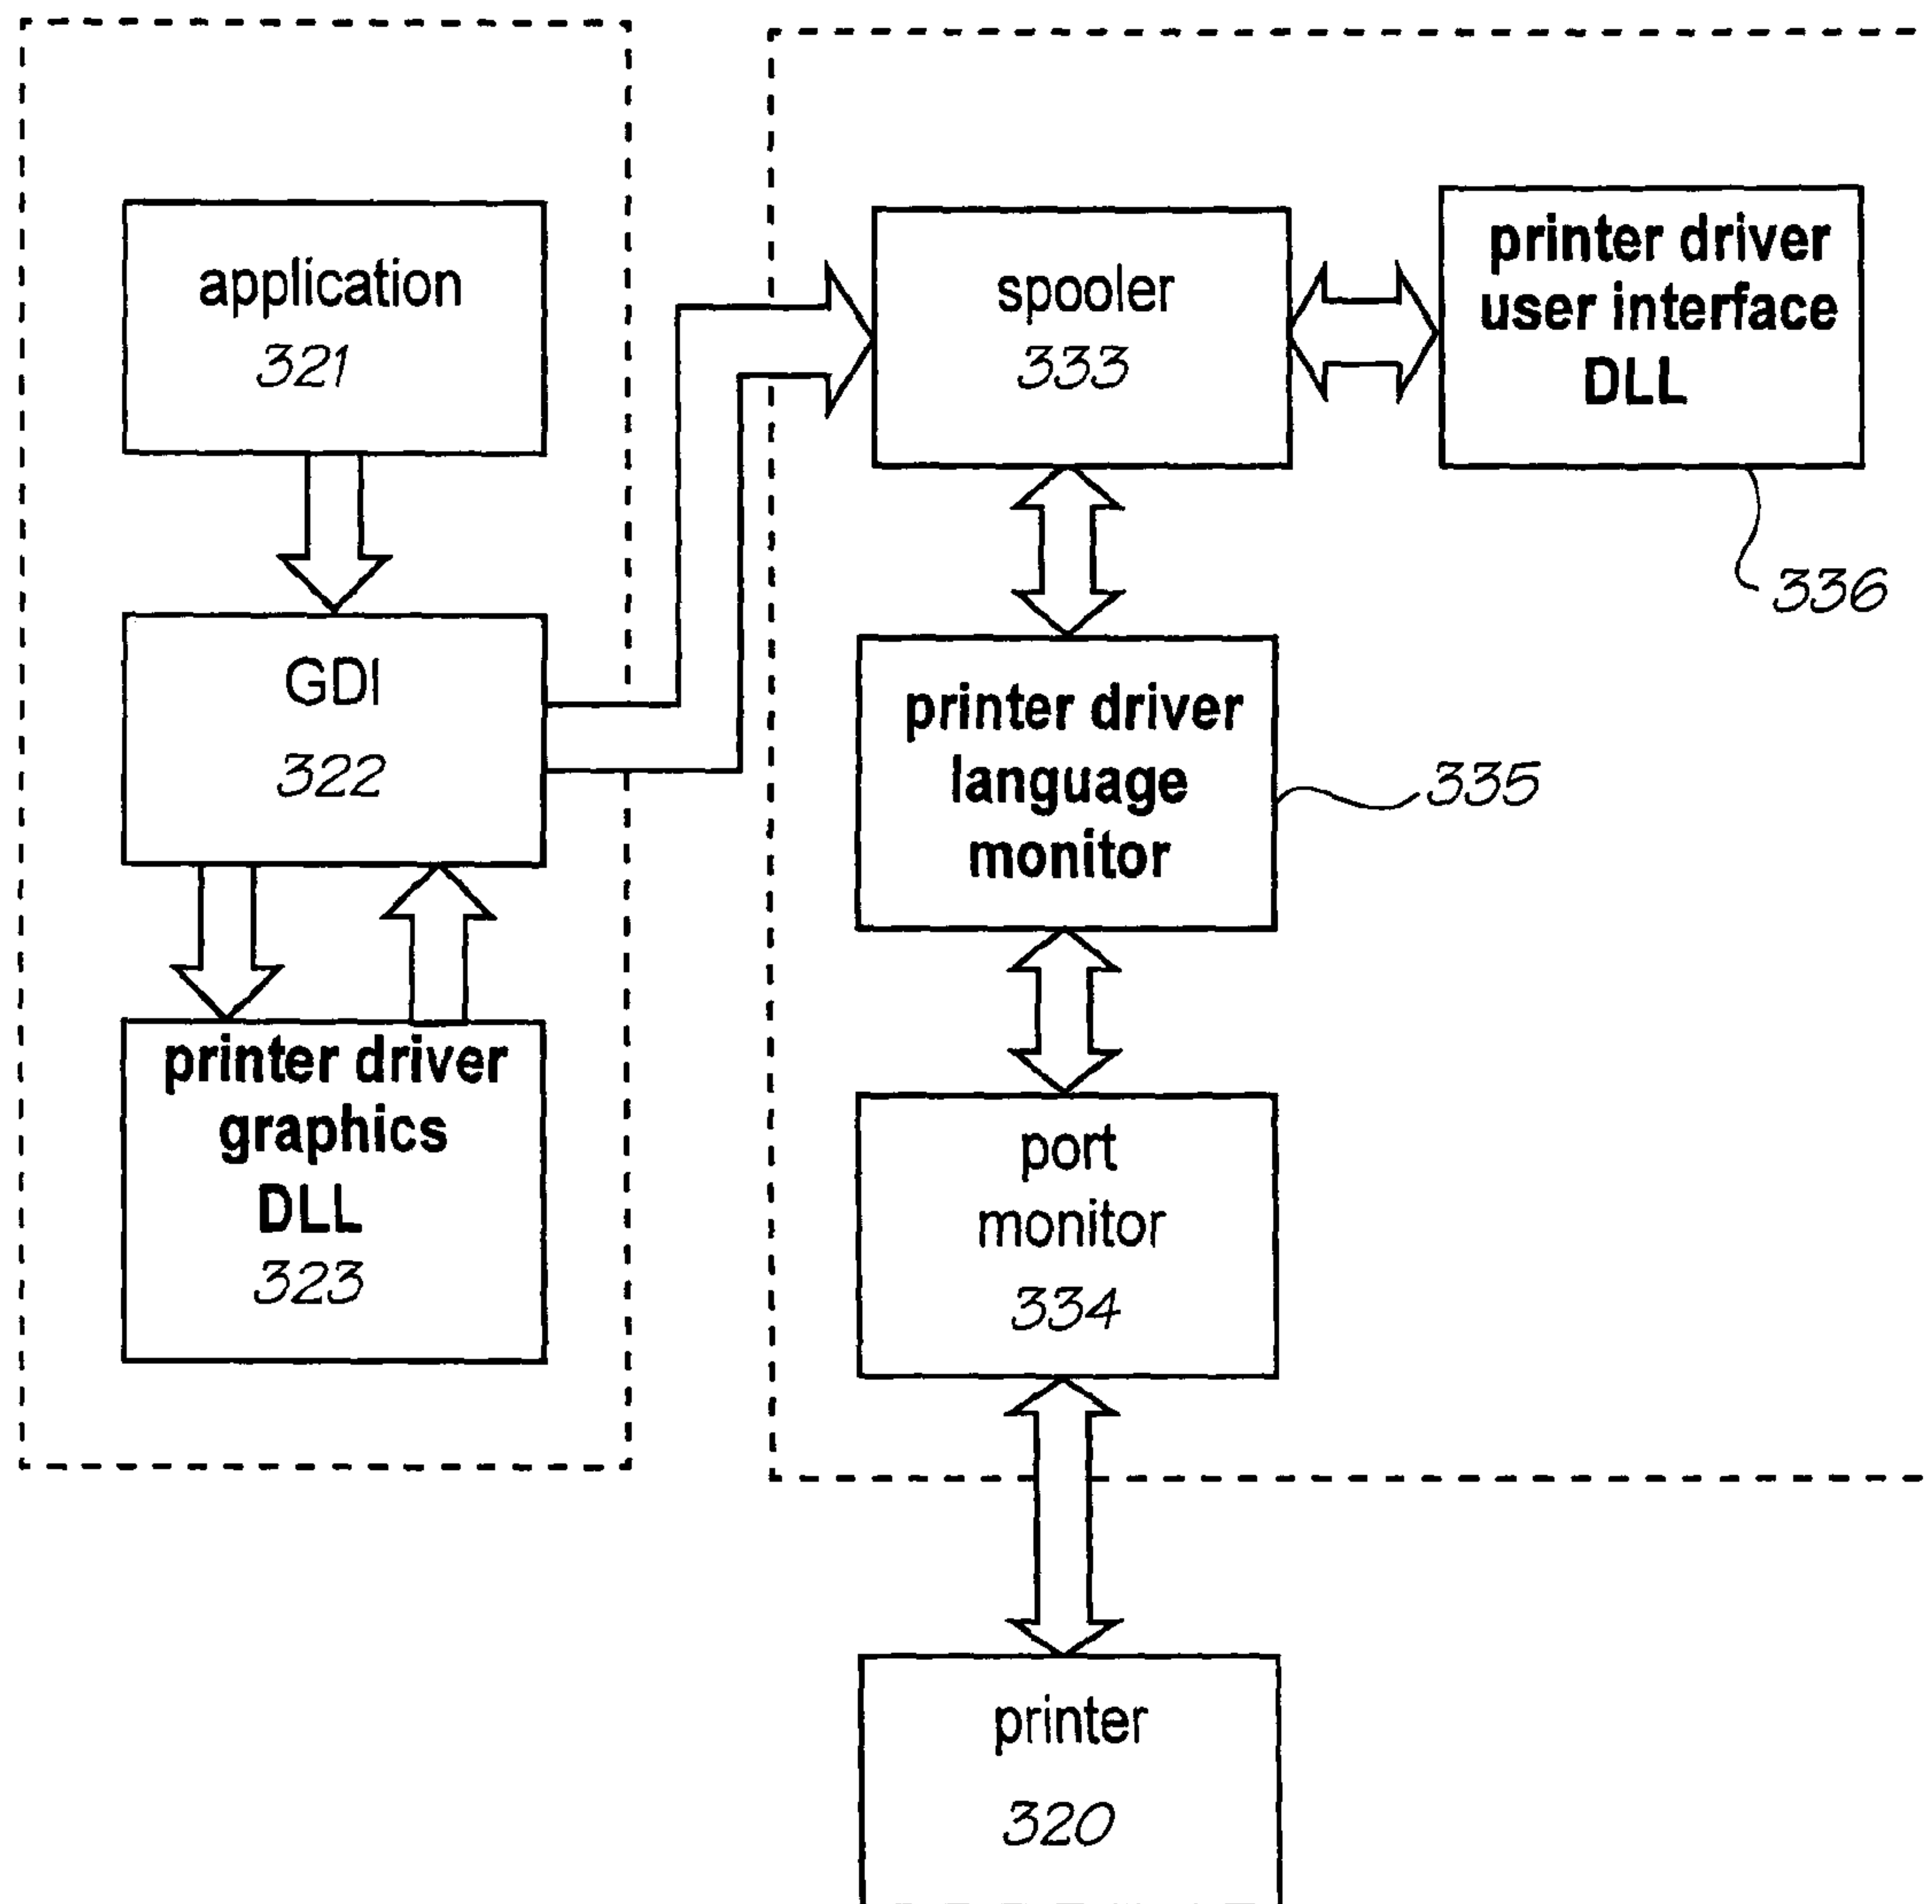 application
321
GDI
322
printer driver
graphics
DLL
323
spooler
333
printer driver
user interface
DLL
336
printer driver
language
monitor
335
port
monitor
334
printer
320